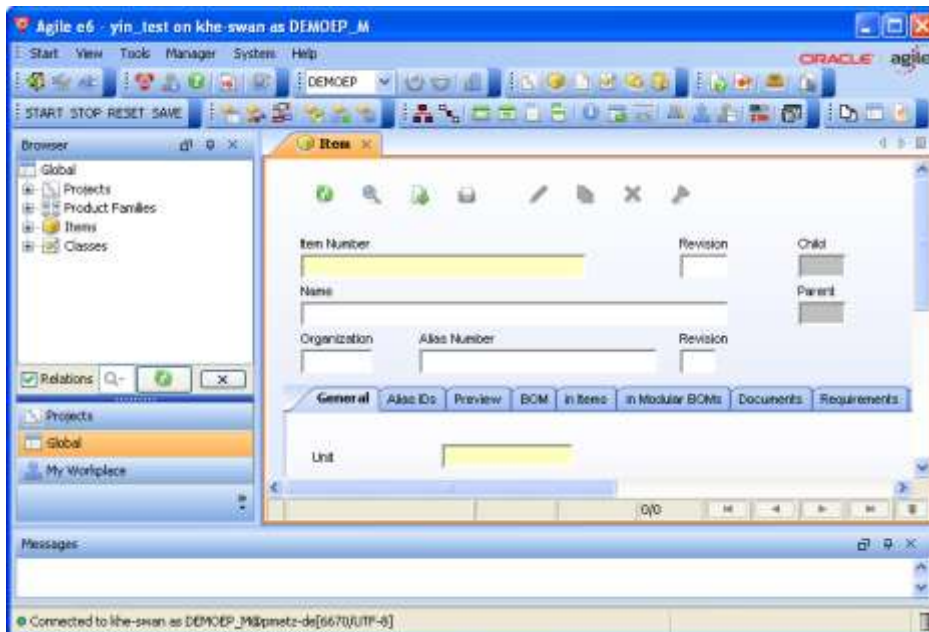 Agile e6 - yin_test on khe-swan as DEMOEP_M
Start View Tools Manager System Help
ORACLE agile
DEMOEP
START STOP RESET SAVE
Browser
Item
Global
Projects
Product Families
Items
Classes
Item Number Revision Child
Name Parent
Organization Alias Number Revision
Relations
General Alias IDs Preview BOM in Items in Modular BOMs Documents Requirements
Projects
Global
Unit
My Workplace
0/0
Messages
Connected to khe-swan as DEMOEP_M@pmetz-de[6670/UTF-8]